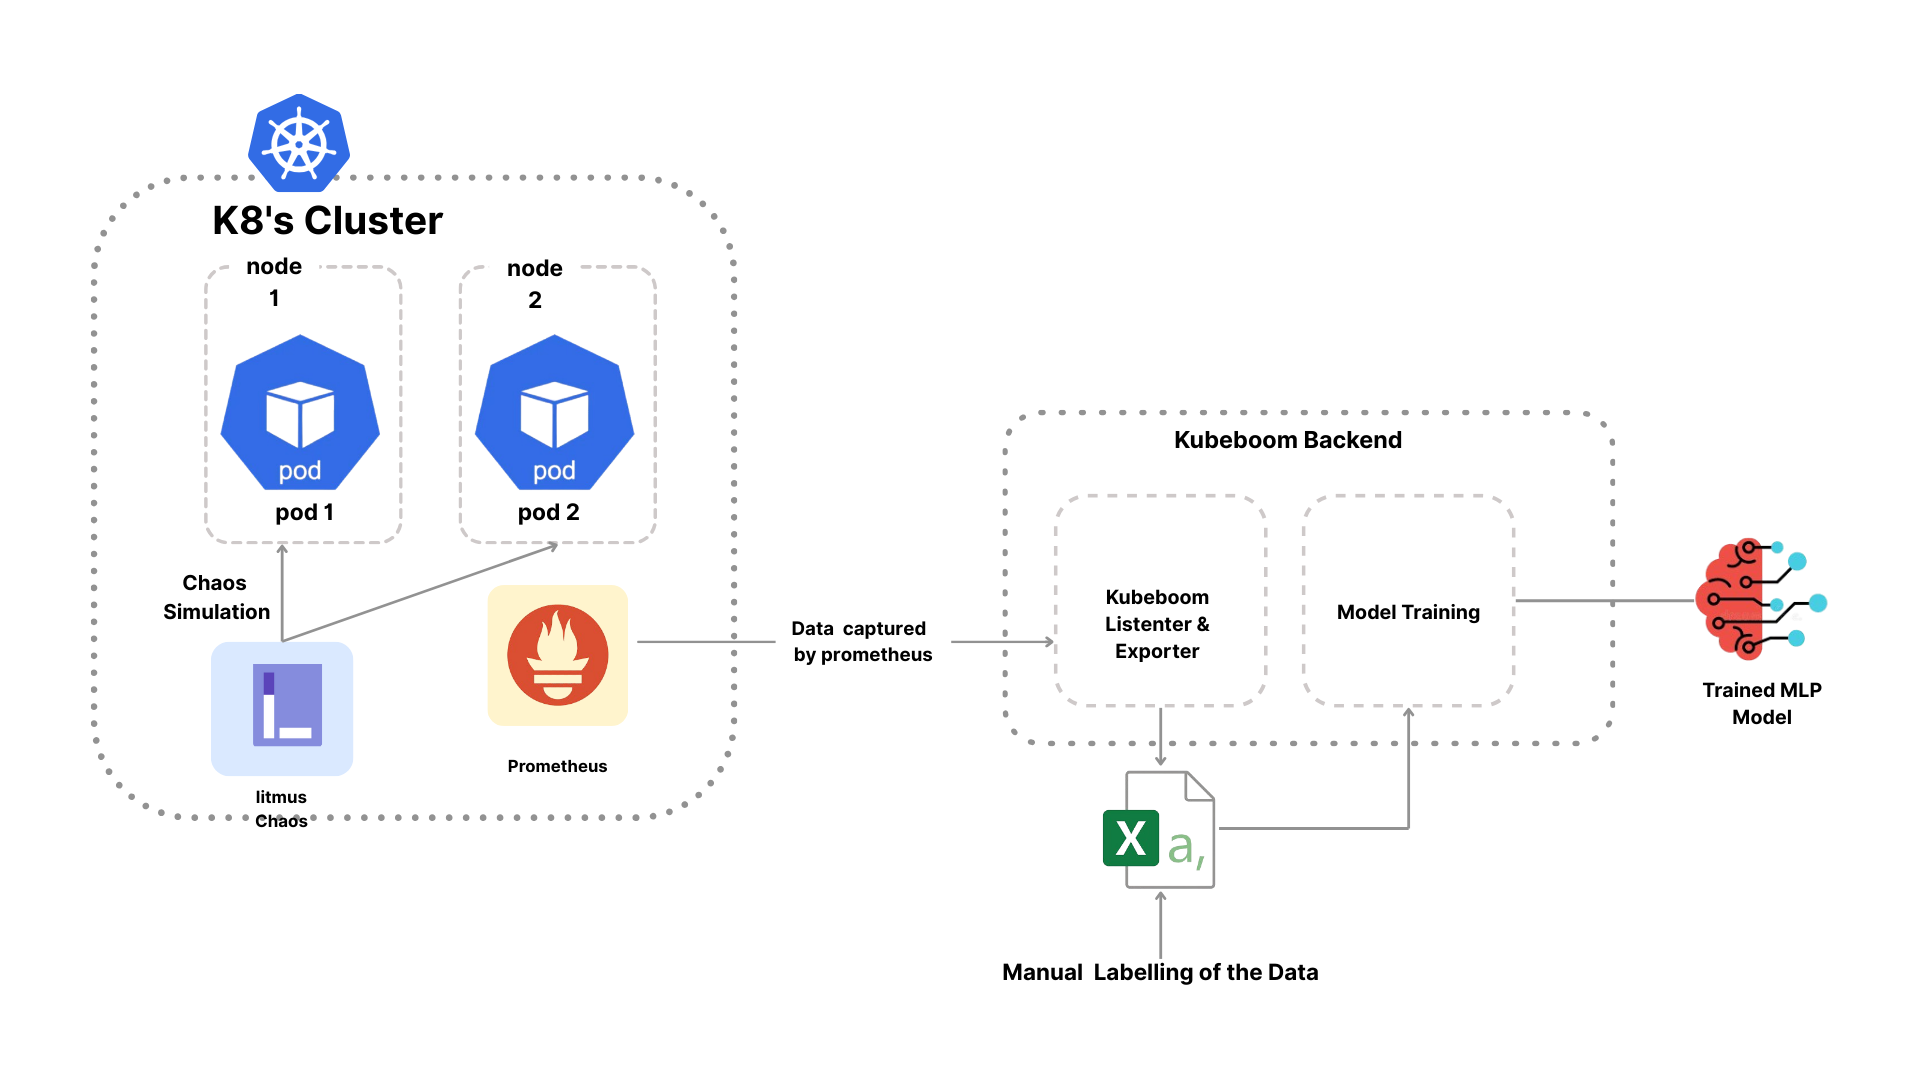 K8's Cluster
node
1
node
2
pod
pod
pod 1
pod 2
Chaos
Simulation
litmus
Chaos
Prometheus
Data captured
by prometheus
Kubeboom Backend
Kubeboom
Listenter &
Exporter
Model Training
Trained MLP
Model
X
a,
Manual Labelling of the Data